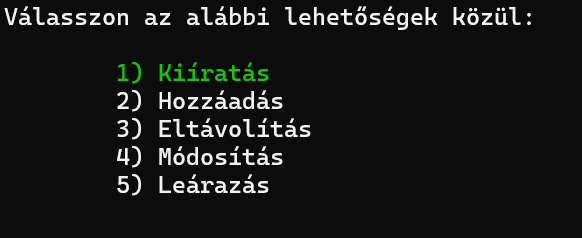 Válasszon az alábbi lehetőségek közül:
1) Kiíratás
2) Hozzáadás
3) Eltávolítás
4) Módosítás
5) Leárazás